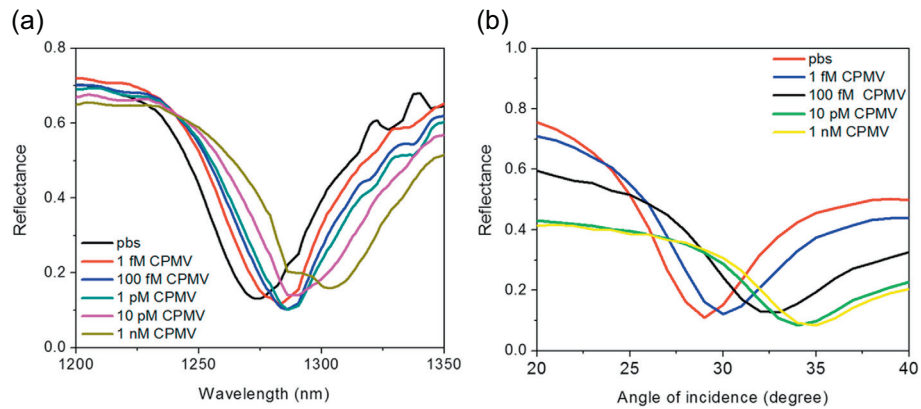 (a)
0.8
0.6
0.4
0.2
0.0
Reflectance
pbs
1 fM CPMV
100 fM CPMV
1 pM CPMV
10 pM CPMV
1 nM CPMV
1200
1250
1300
1350
Wavelength (nm)
(b)
1.0
0.8
0.6
0.4
0.2
0.0
Reflectance
pbs
1 fM CPMV
100 fM CPMV
10 pM CPMV
1 nM CPMV
20
25
30
35
40
Angle of incidence (degree)